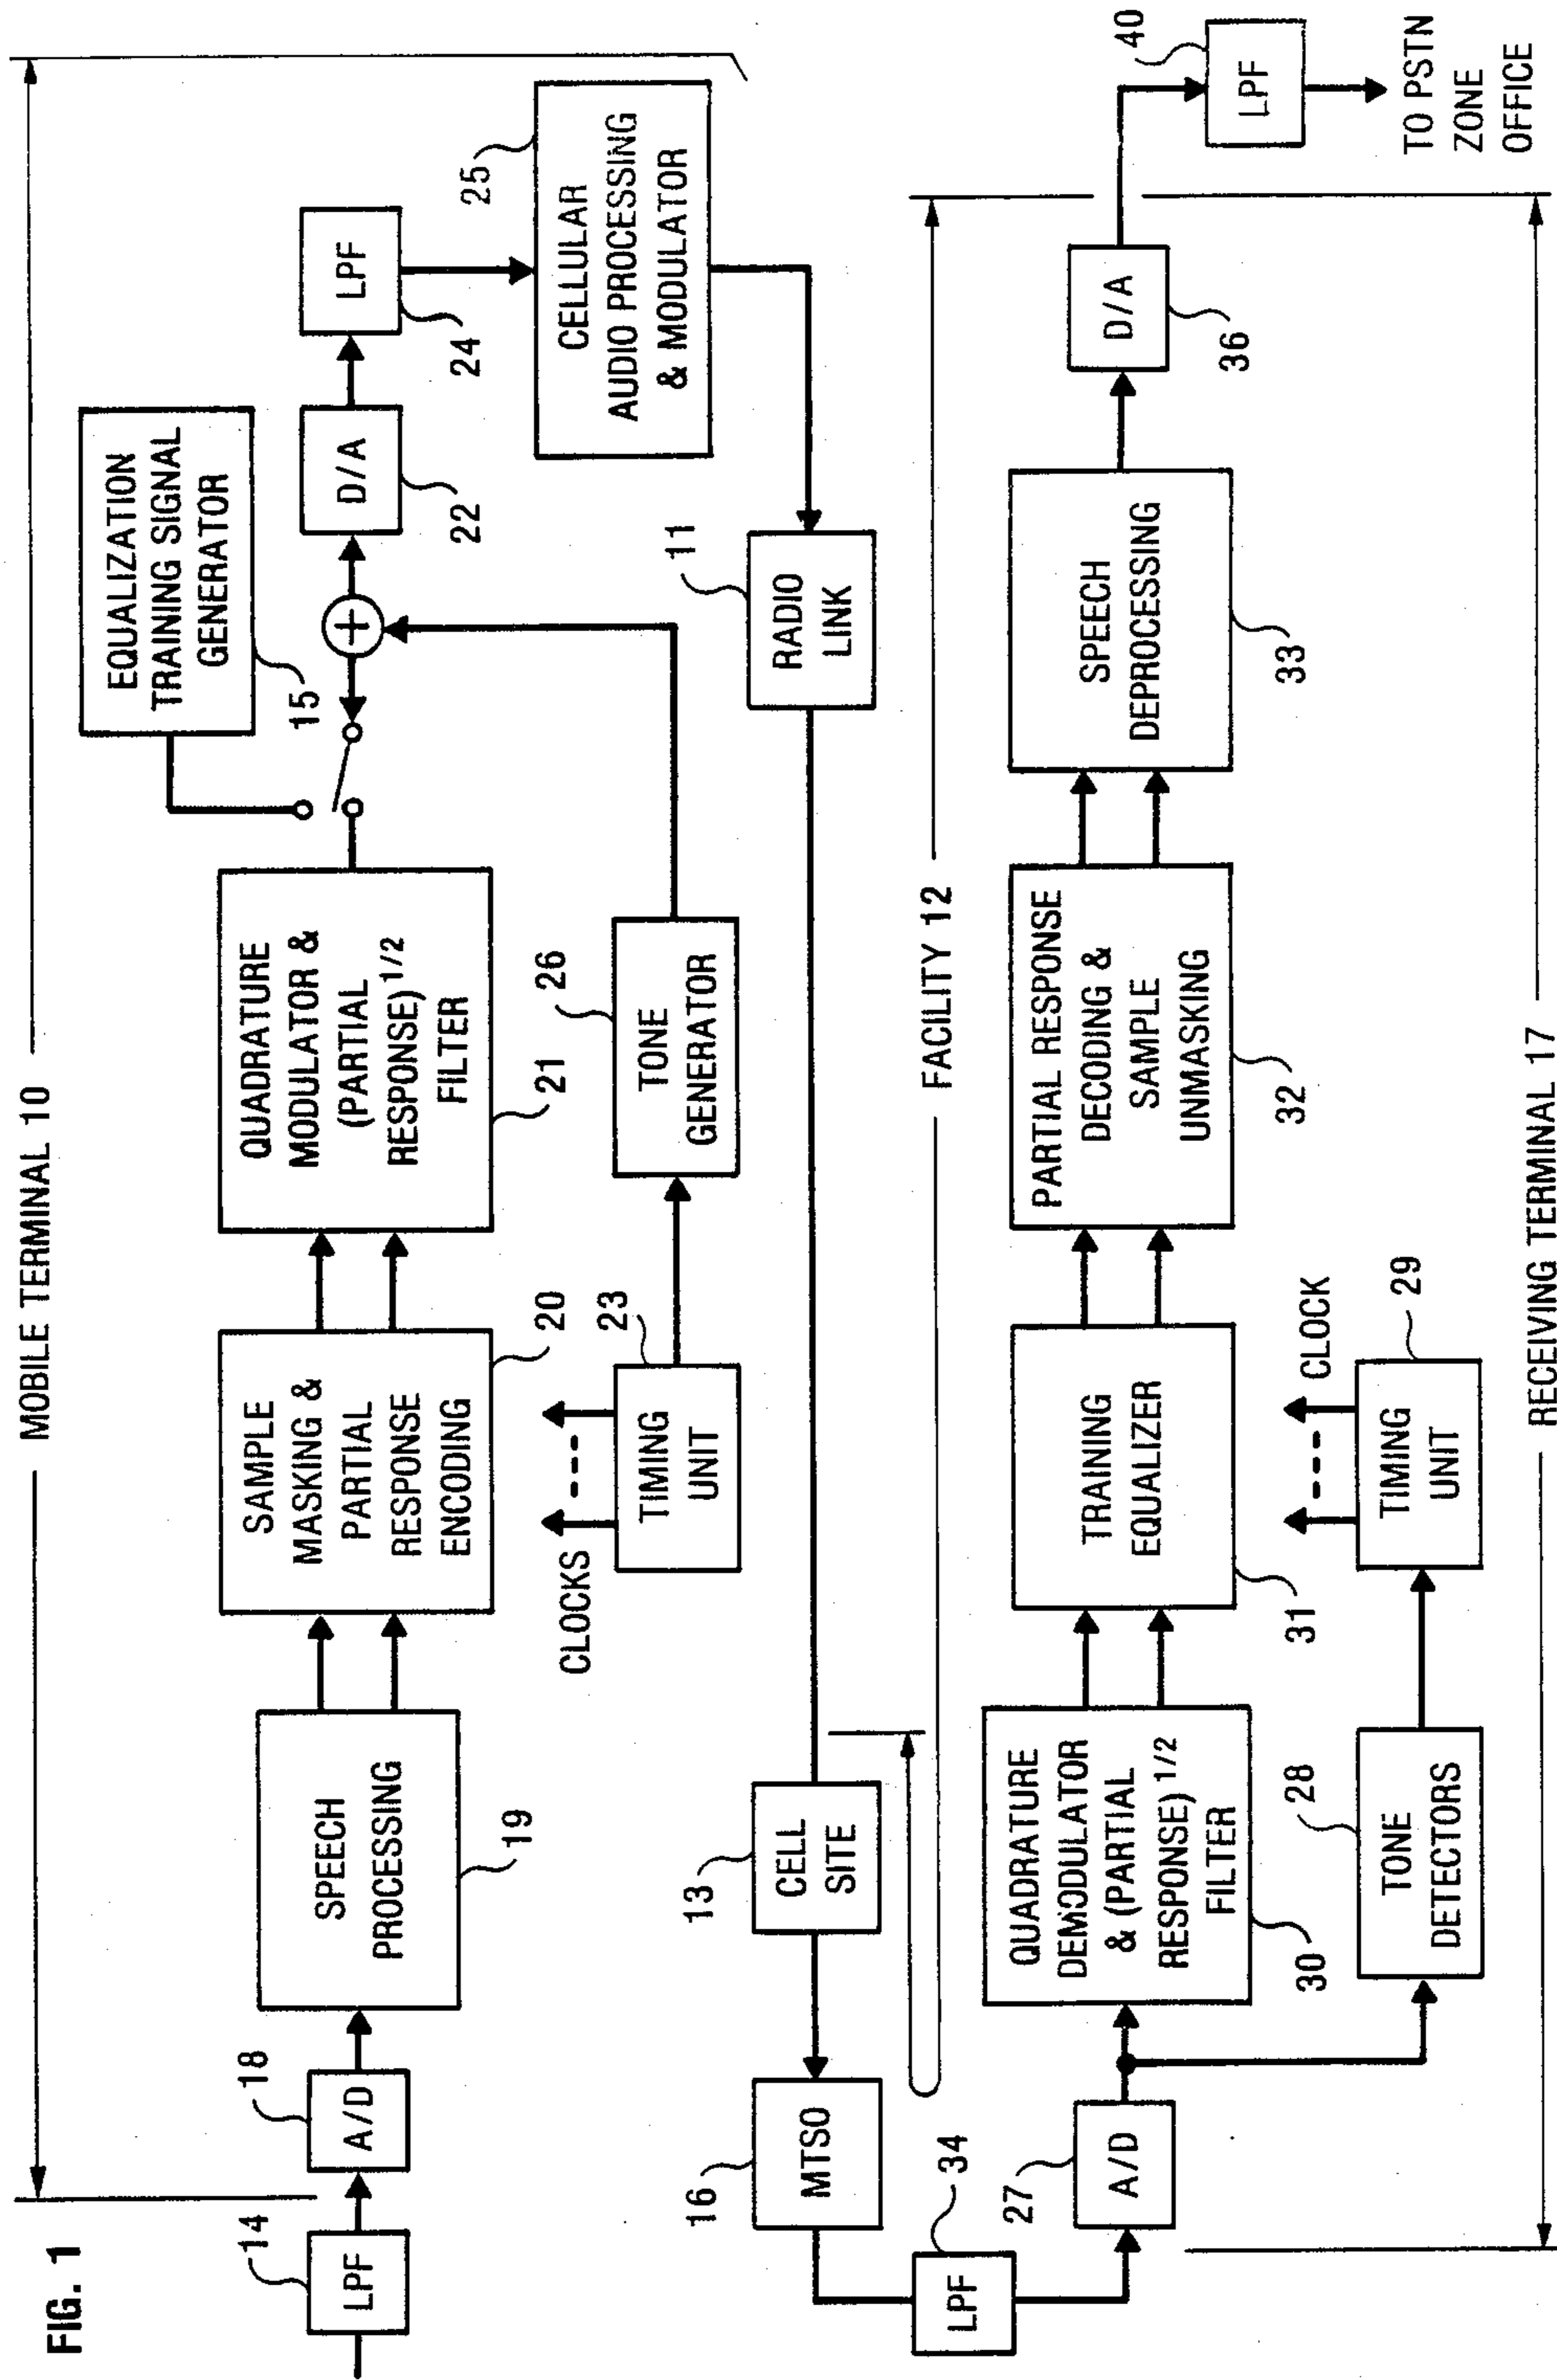 FIG. 1
MOBILE TERMINAL 10
14
LPF
18
A/D
SPEECH
PROCESSING
19
SAMPLE
MASKING &
PARTIAL
RESPONSE
ENCODING
20
QUADRATURE
MODULATOR &
(PARTIAL
RESPONSE) 1/2
FILTER
21
EQUALIZATION
TRAINING SIGNAL
GENERATOR
15
+
D/A
22
LPF
24
CELLULAR
AUDIO PROCESSING
& MODULATOR
25
CLOCKS
TIMING
UNIT
23
TONE
GENERATOR
26
16
MTSO
13
CELL
SITE
11
RADIO
LINK
FACILITY 12
34
LPF
27
A/D
QUADRATURE
DEMODULATOR
& (PARTIAL
RESPONSE) 1/2
FILTER
30
TRAINING
EQUALIZER
31
PARTIAL RESPONSE
DECODING &
SAMPLE
UNMASKING
32
SPEECH
DEPROCESSING
33
D/A
36
40
LPF
TO PSTN
ZONE
OFFICE
28
TONE
DETECTORS
CLOCK
TIMING
UNIT
29
RECEIVING TERMINAL 17